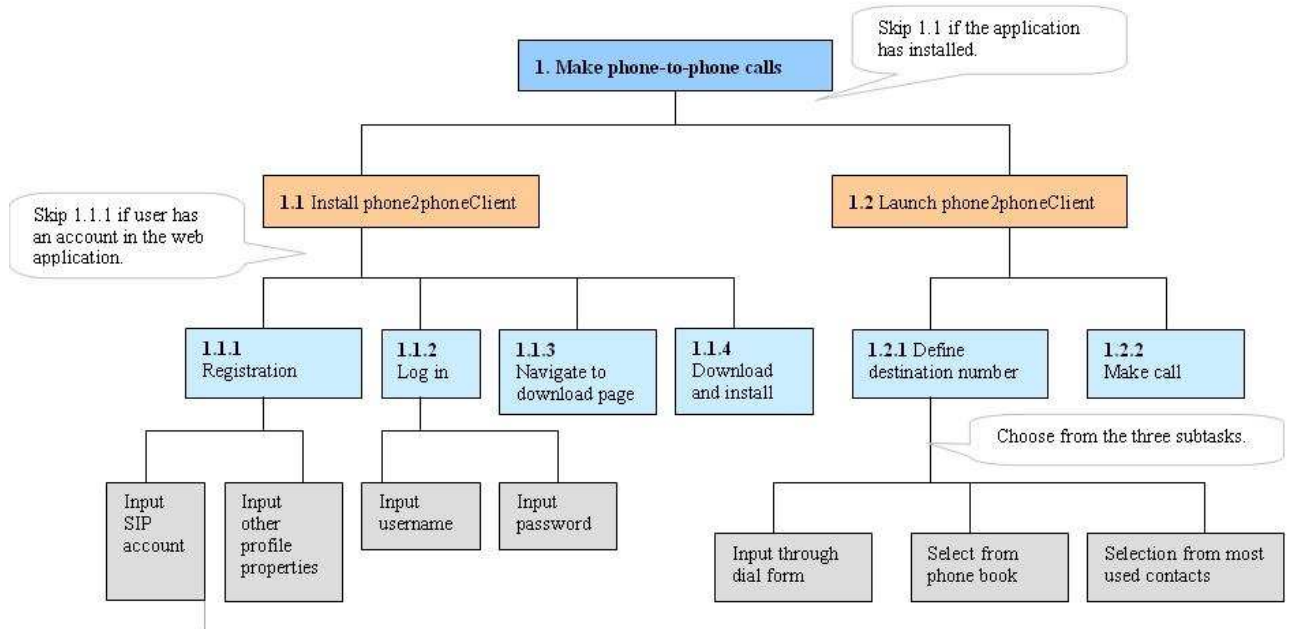 Skip 1.1 if the application
has installed.
1. Make phone-to-phone calls
1.1 Install phone2phoneClient
1.2 Launch phone2phoneClient
Skip 1.1.1 if user has
an account in the web
application.
1.1.1
Registration
1.1.2
Log in
1.1.3
Navigate to
download page
1.1.4
Download
and install
1.2.1 Define
destination number
1.2.2
Make call
Choose from the three subtasks.
Input
SIP
account
Input
other
profile
properties
Input
username
Input
password
Input through
dial form
Select from
phone book
Selection from most
used contacts